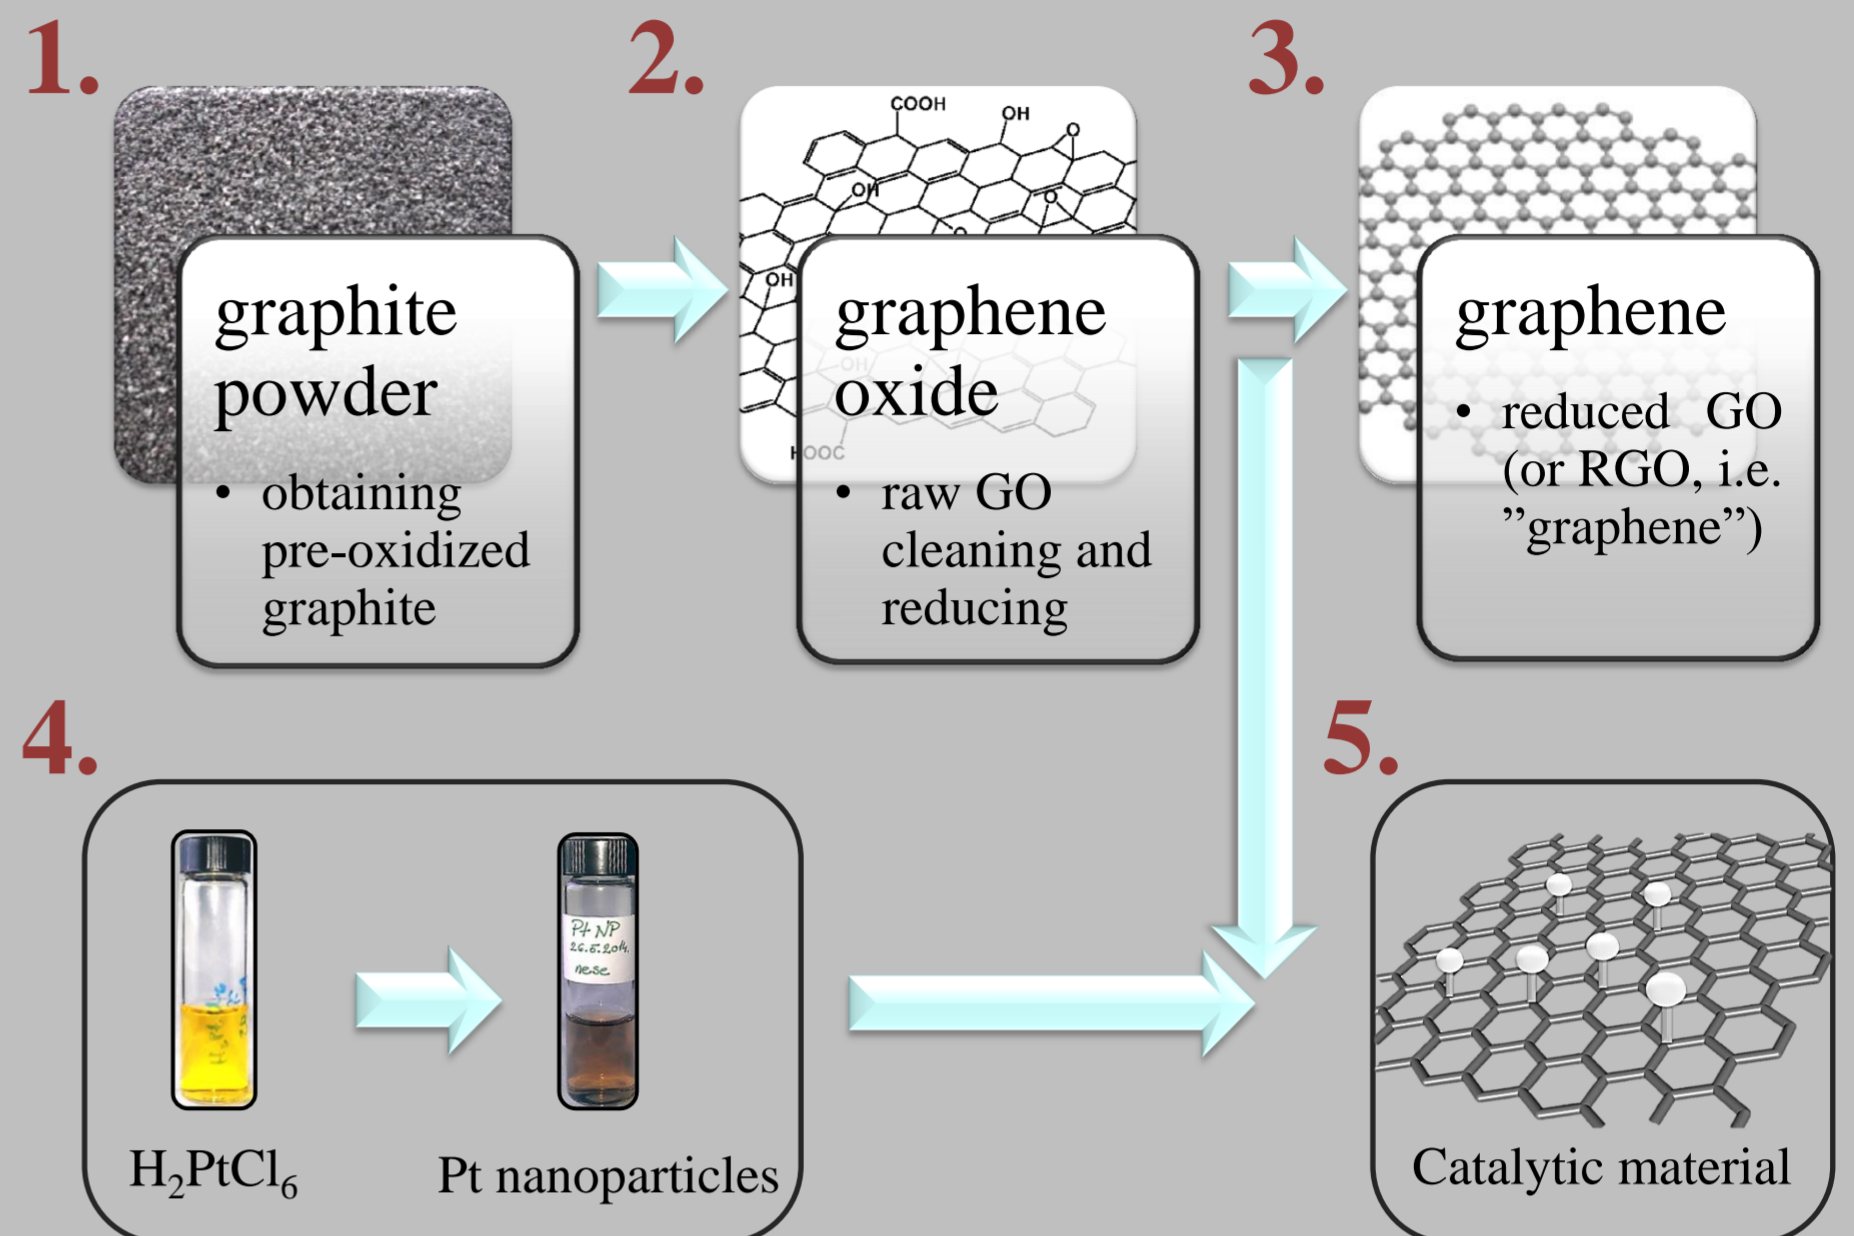 1.
2.
3.
COOH
OH
O
OH
O
O
OH
OH
HOOC
graphite
powder
• obtaining
pre-oxidized
graphite
graphene
oxide
• raw GO
cleaning and
reducing
graphene
• reduced GO
(or RGO, i.e.
”graphene”)
4.
5.
Pt NP
26.5.2014.
nese
H₂PtCl₆
Pt nanoparticles
Catalytic material